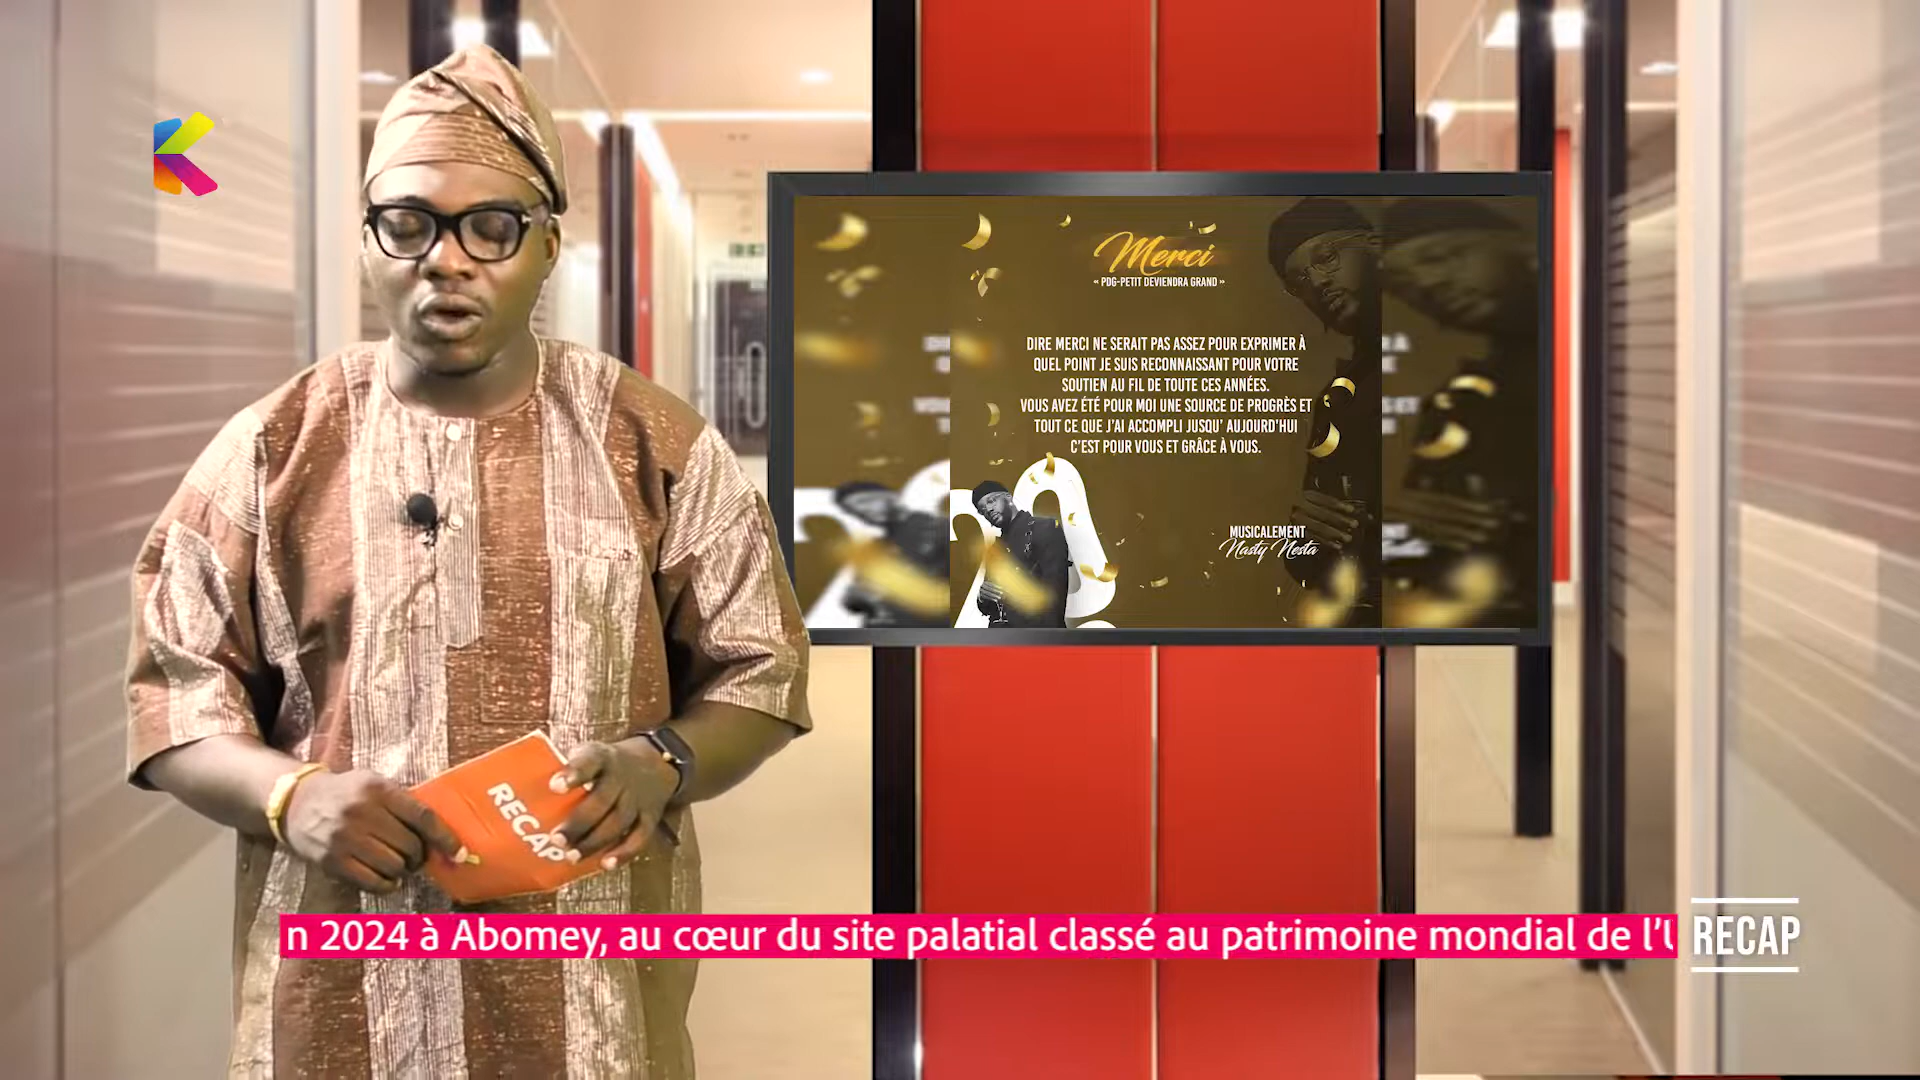 Merci
« PDG-PETIT DEVIENDRA GRAND »
DIRE MERCI NE SERAIT PAS ASSEZ POUR EXPRIMER À
QUEL POINT JE SUIS RECONNAISSANT POUR VOTRE
SOUTIEN AU FIL DE TOUTE CES ANNÉES.
VOUS AVEZ ÉTÉ POUR MOI UNE SOURCE DE PROGRÈS ET
TOUT CE QUE J'AI ACCOMPLI JUSQU' AUJOURD'HUI
C'EST POUR VOUS ET GRÂCE À VOUS.
MUSICALEMENT
Nasty Nesta
RECAP
n 2024 à Abomey, au cœur du site palatial classé au patrimoine mondial de l'U
RECAP